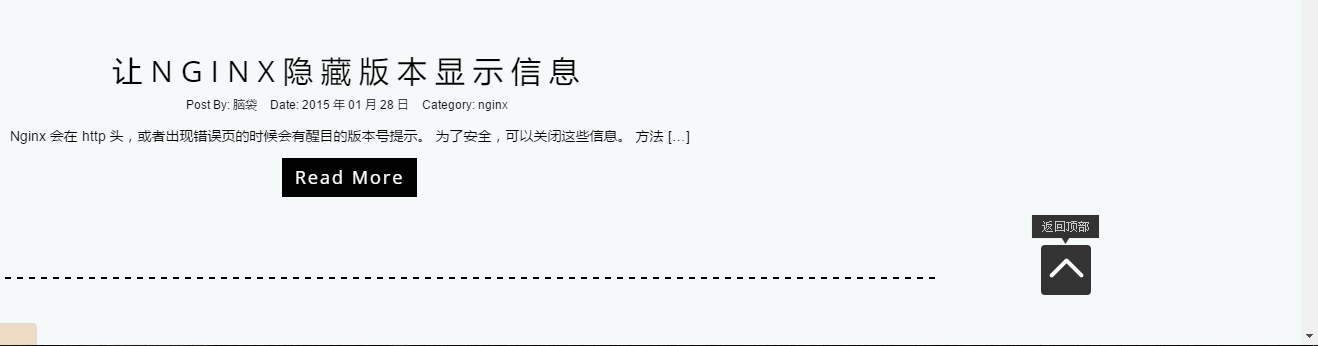 让NGINX隐藏版本显示信息
Post By: 脑袋 Date: 2015 年 01 月 28 日 Category: nginx
Nginx 会在 http 头，或者出现错误页的时候会有醒目的版本号提示。 为了安全，可以关闭这些信息。 方法 […]
Read More
返回顶部